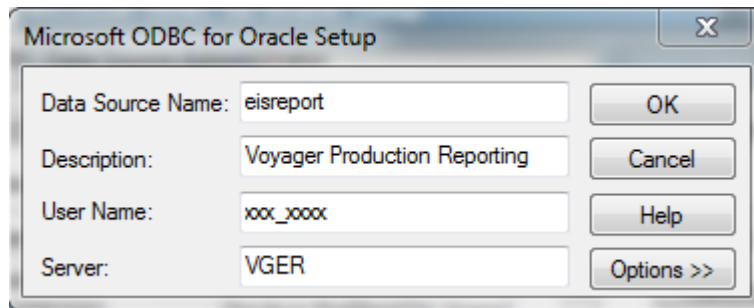 Microsoft ODBC for Oracle Setup
Data Source Name: eisreport OK
Description: Voyager Production Reporting Cancel
User Name: xxx_xxxx Help
Server: VGER Options >>